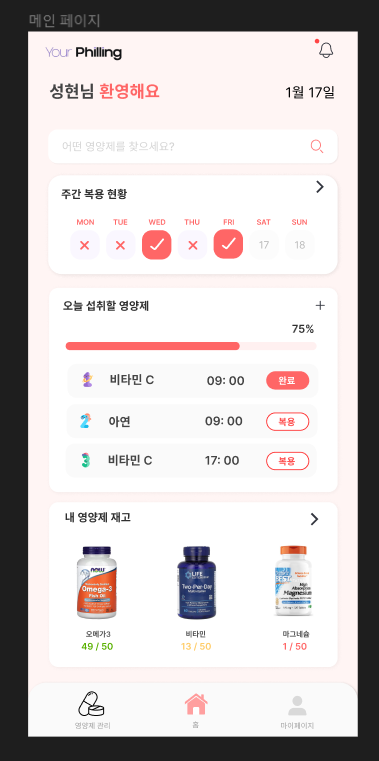 메인 페이지
Your Philling
성현님 환영해요
1월 17일
어떤 영양제를 찾으세요?
주간 복용 현황
MON TUE WED THU FRI SAT SUN
17 18
오늘 섭취할 영양제
75%
비타민 C 09: 00 완료
아연 09: 00 복용
비타민 C 17: 00 복용
내 영양제 재고
NOW Omega-3 Fish Oil
LIFE Two-Per-Day
BEST High Absorption Magnesium
오메가3 비타민 마그네슘
49 / 50 13 / 50 1 / 50
영양제 관리 홈 마이페이지